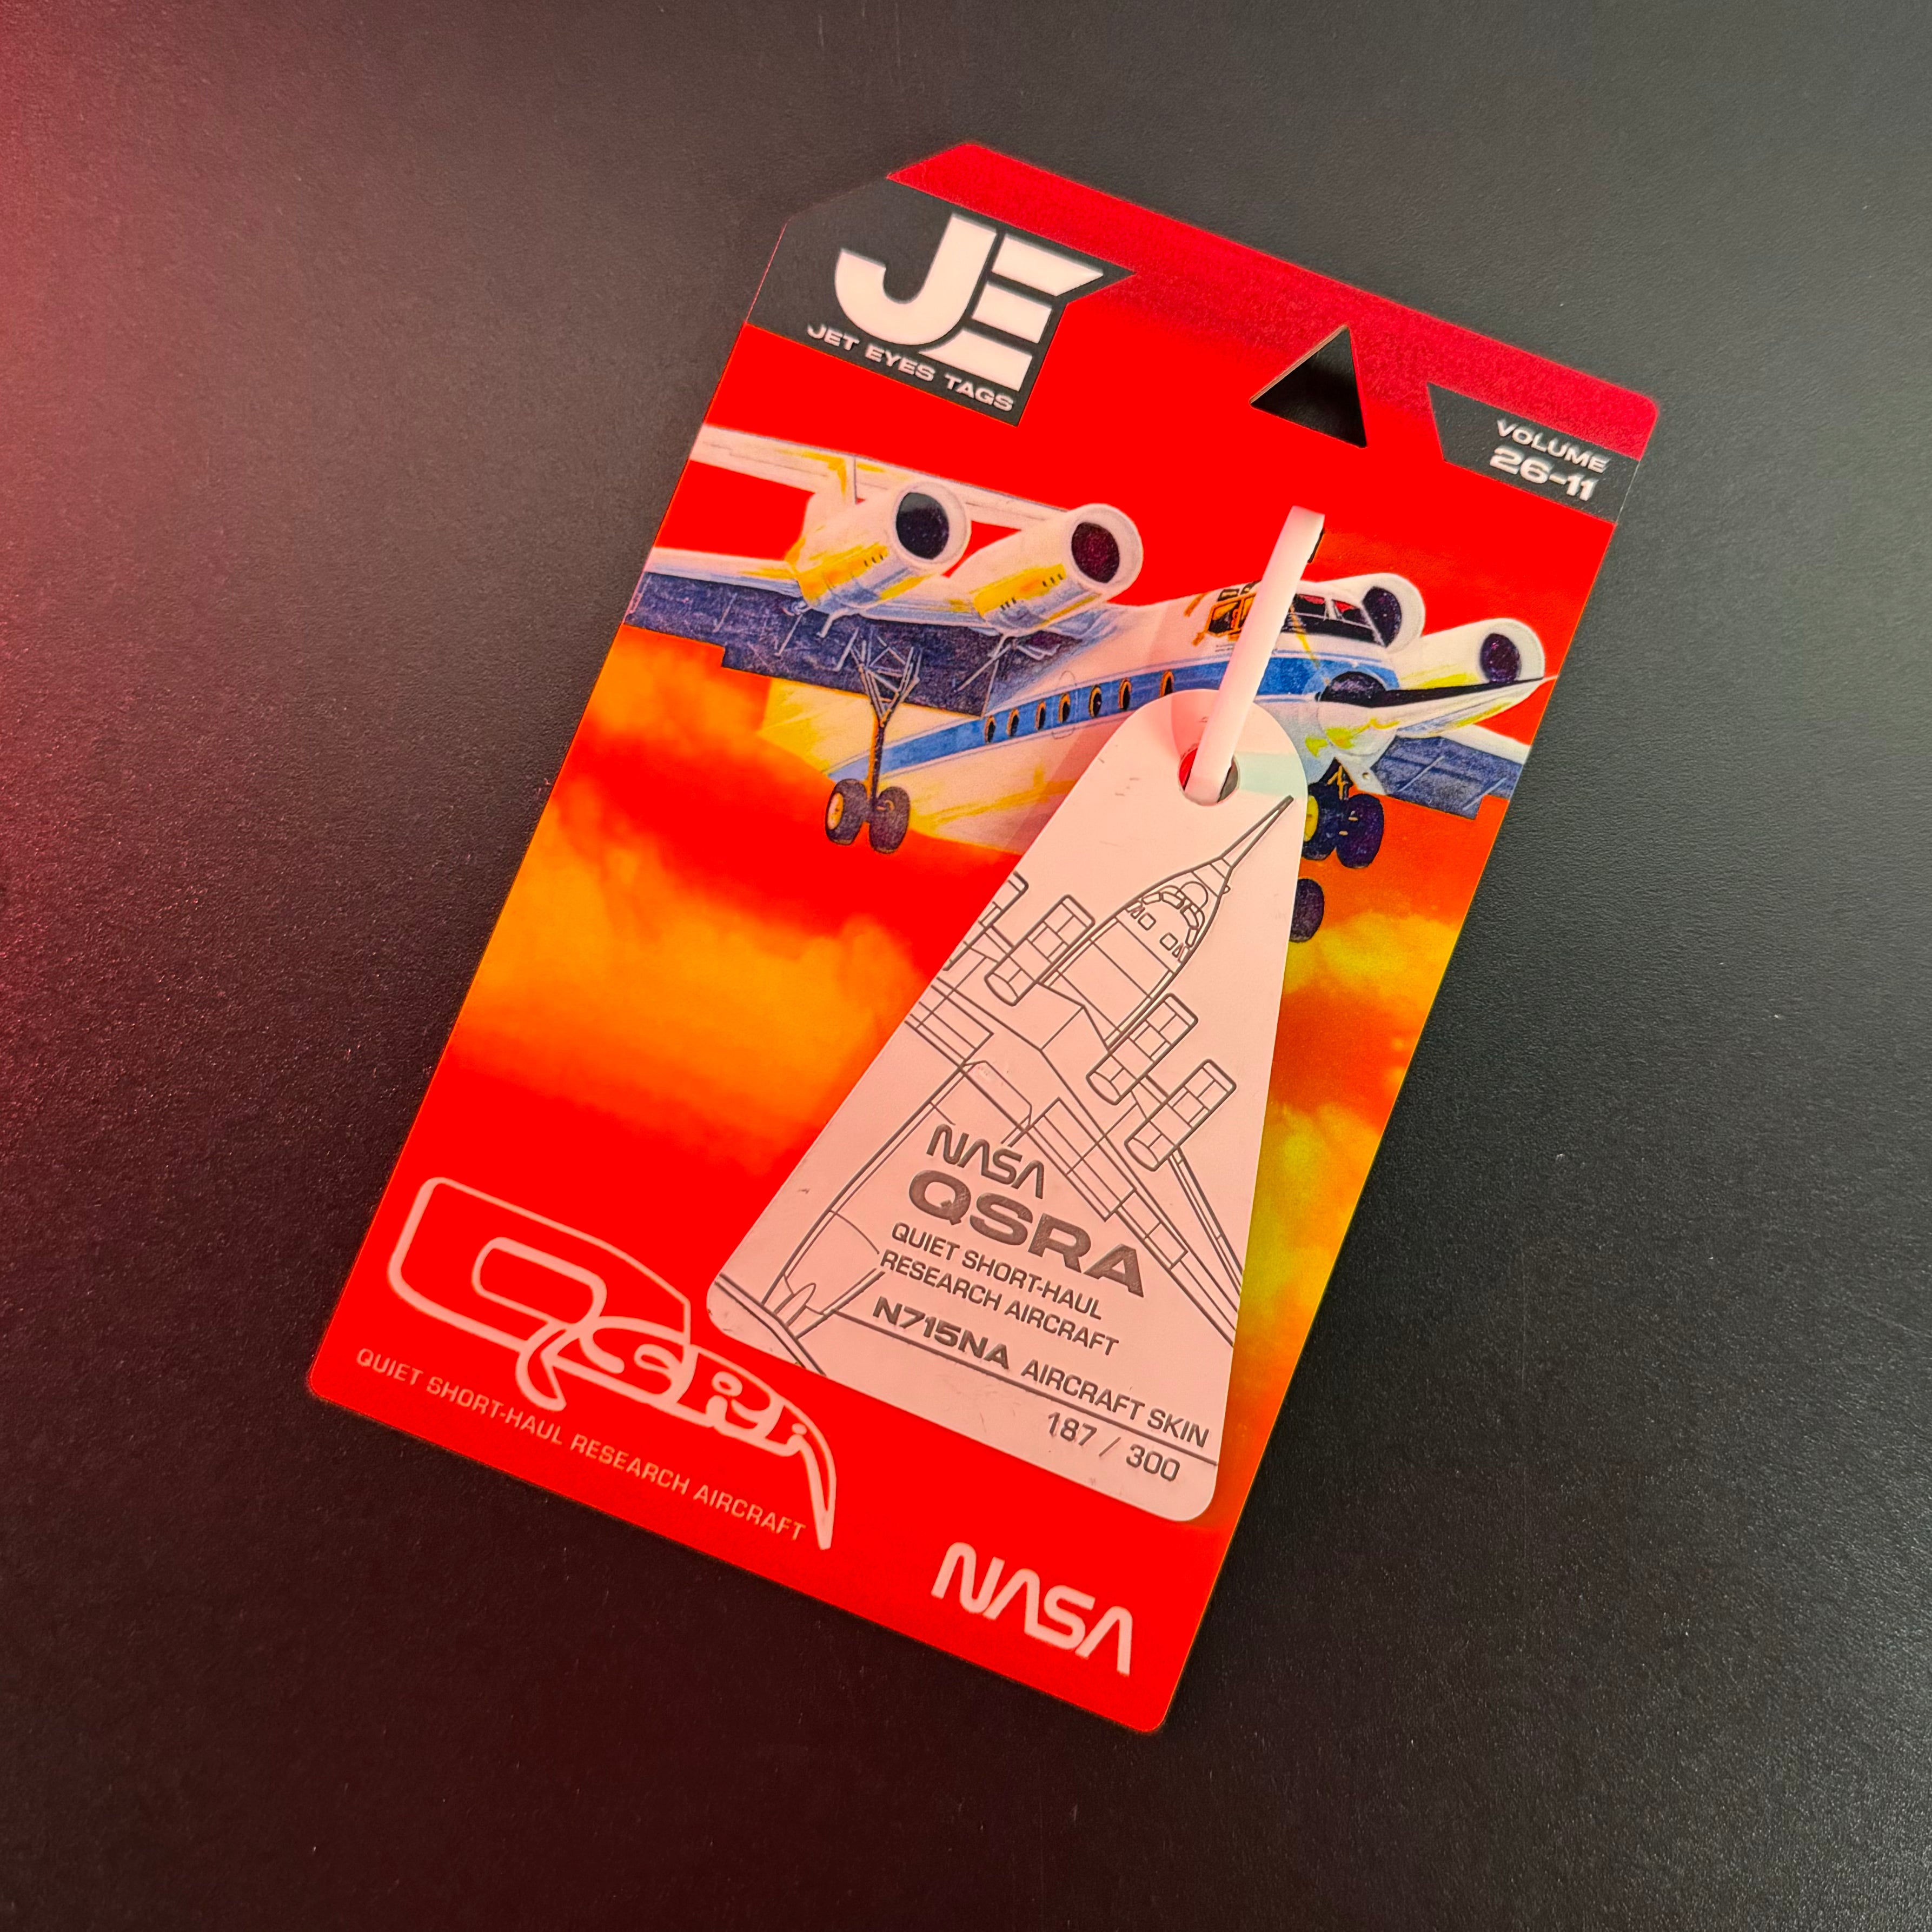 JE
JET EYES TAGS
VOLUME
26-11
NASA
QSRA
QUIET SHORT-HAUL
RESEARCH AIRCRAFT
N715NA AIRCRAFT SKIN
187 / 300
QSRA
QUIET SHORT-HAUL RESEARCH AIRCRAFT
NASA